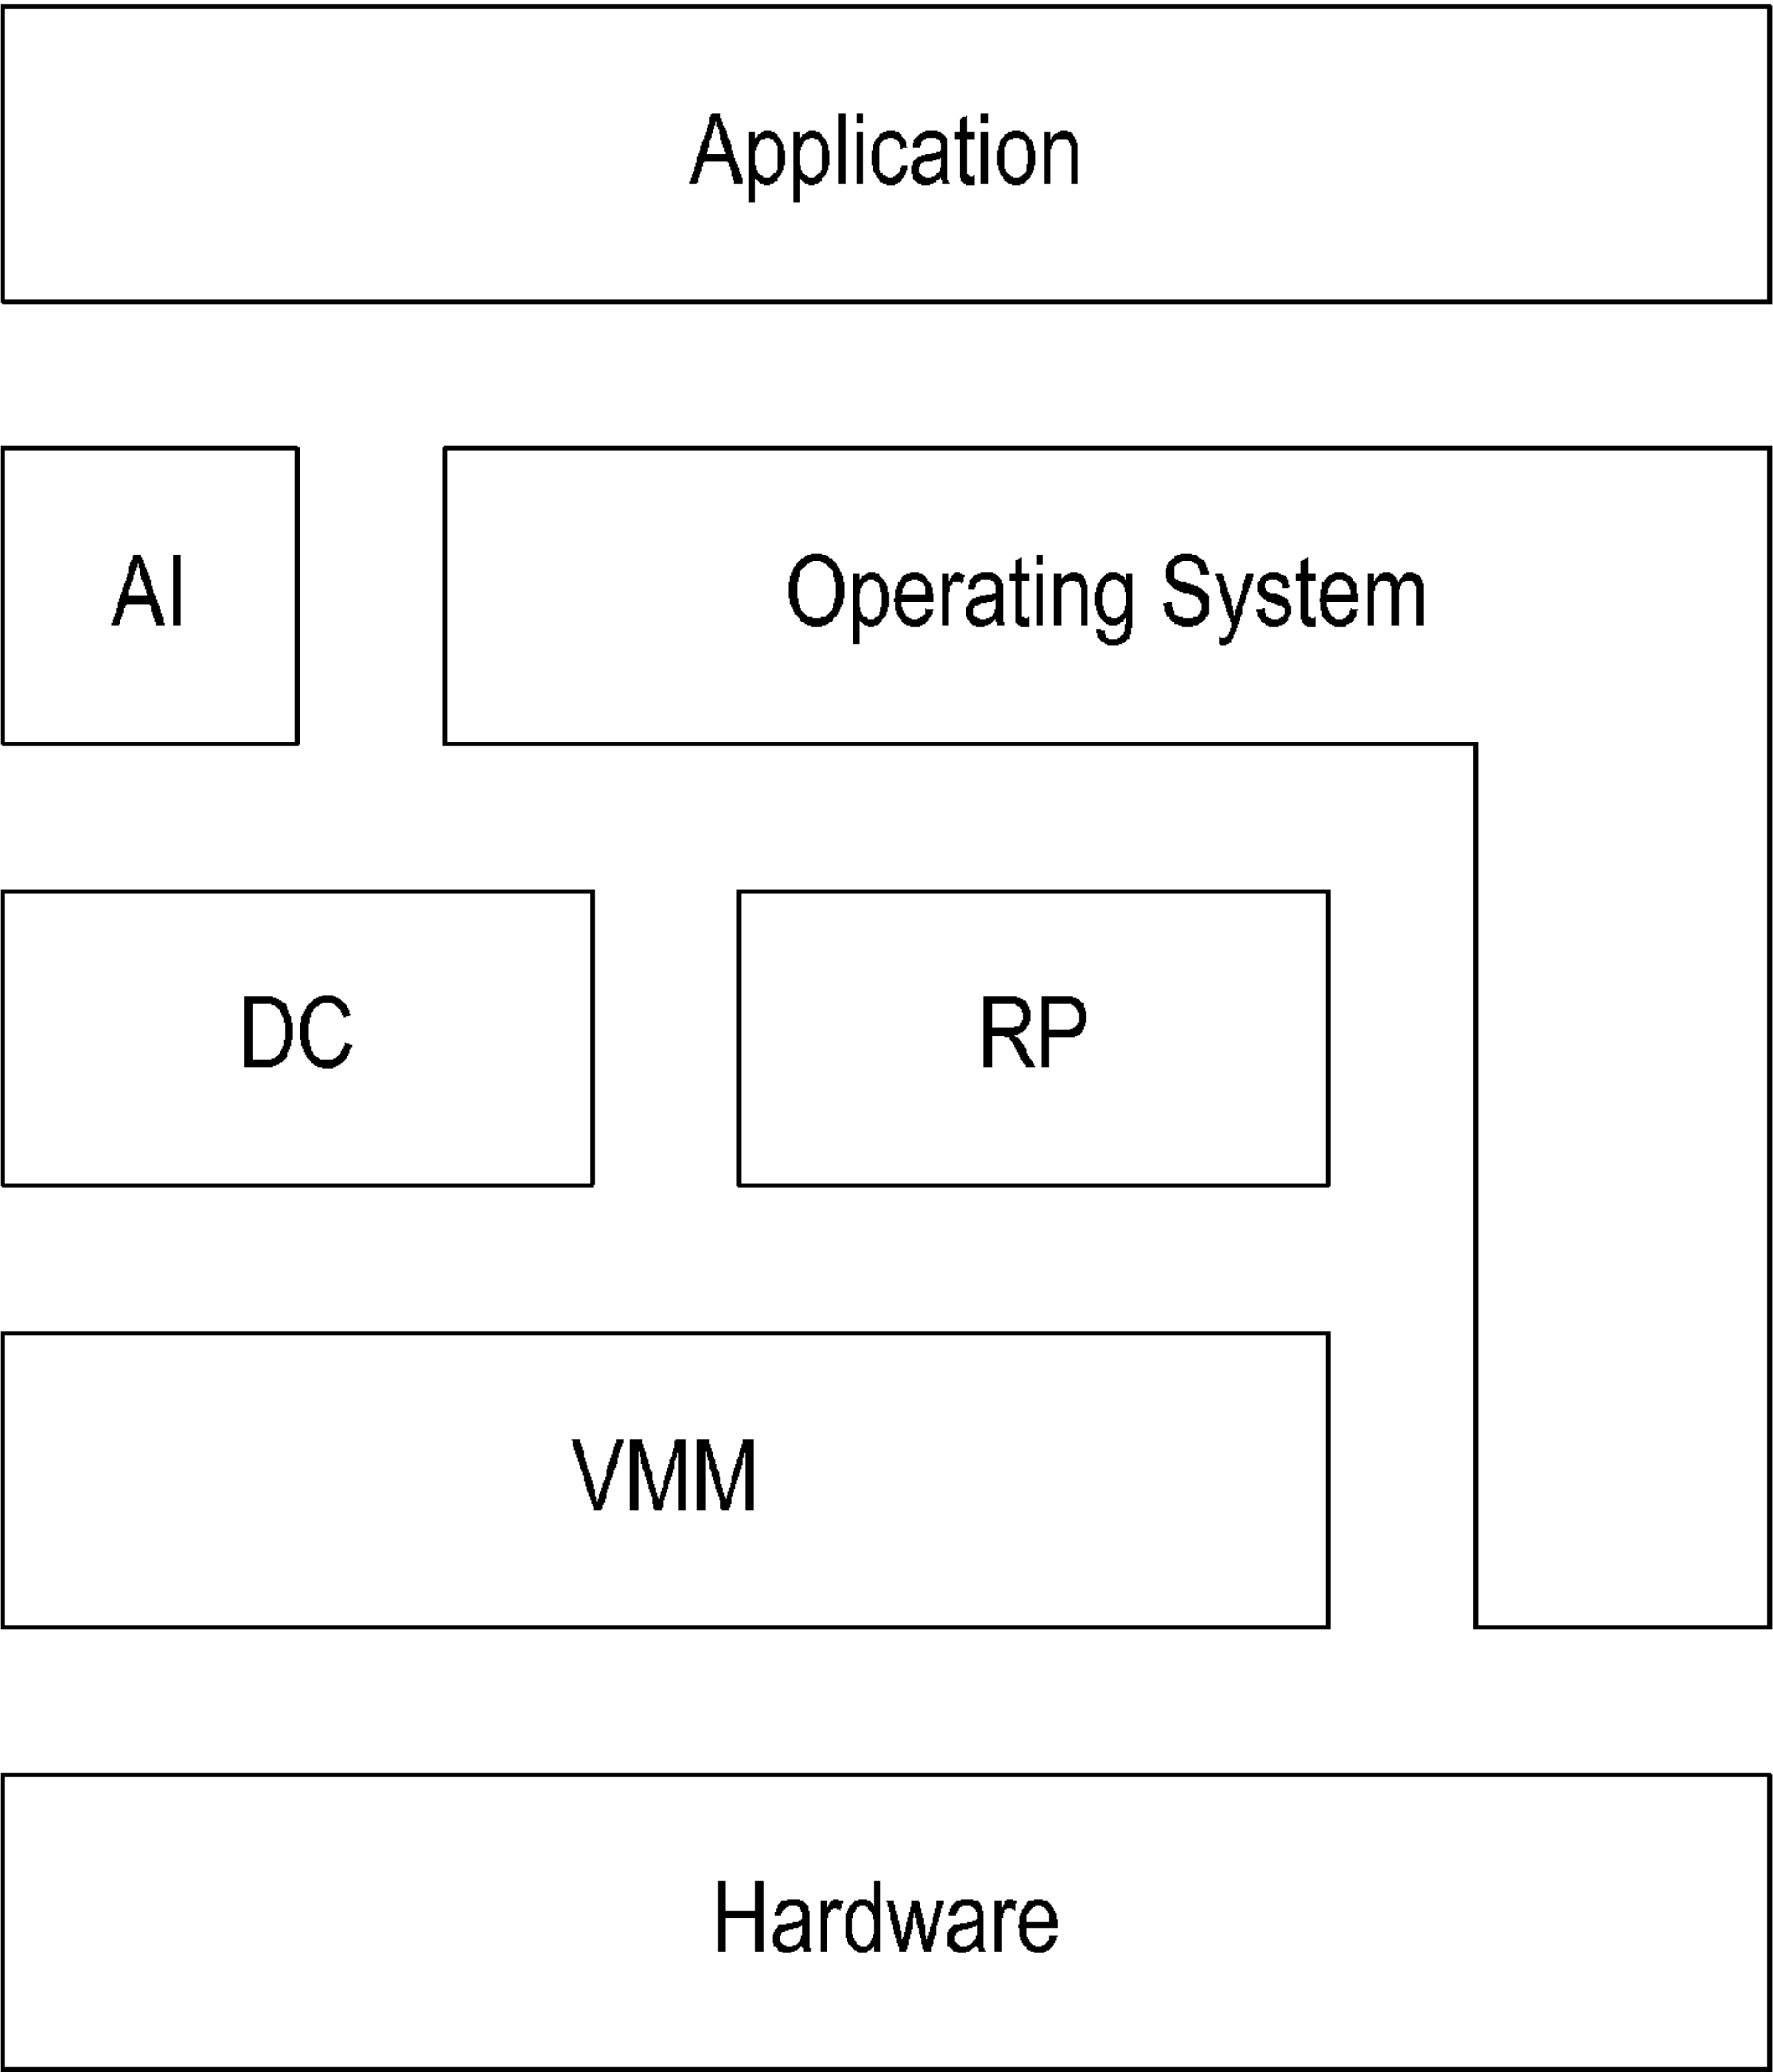 Application
AI
Operating System
DC
RP
VMM
Hardware